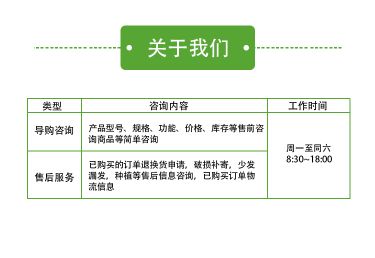 关于我们
类型 咨询内容 工作时间
导购咨询
产品型号、规格、功能、价格、库存等售前咨
询商品等简单咨询
售后服务
已购买的订单退换货申请，破损补寄，少发
漏发，种植等售后信息咨询，已购买订单物
流信息
周一至同六
8:30~18:00